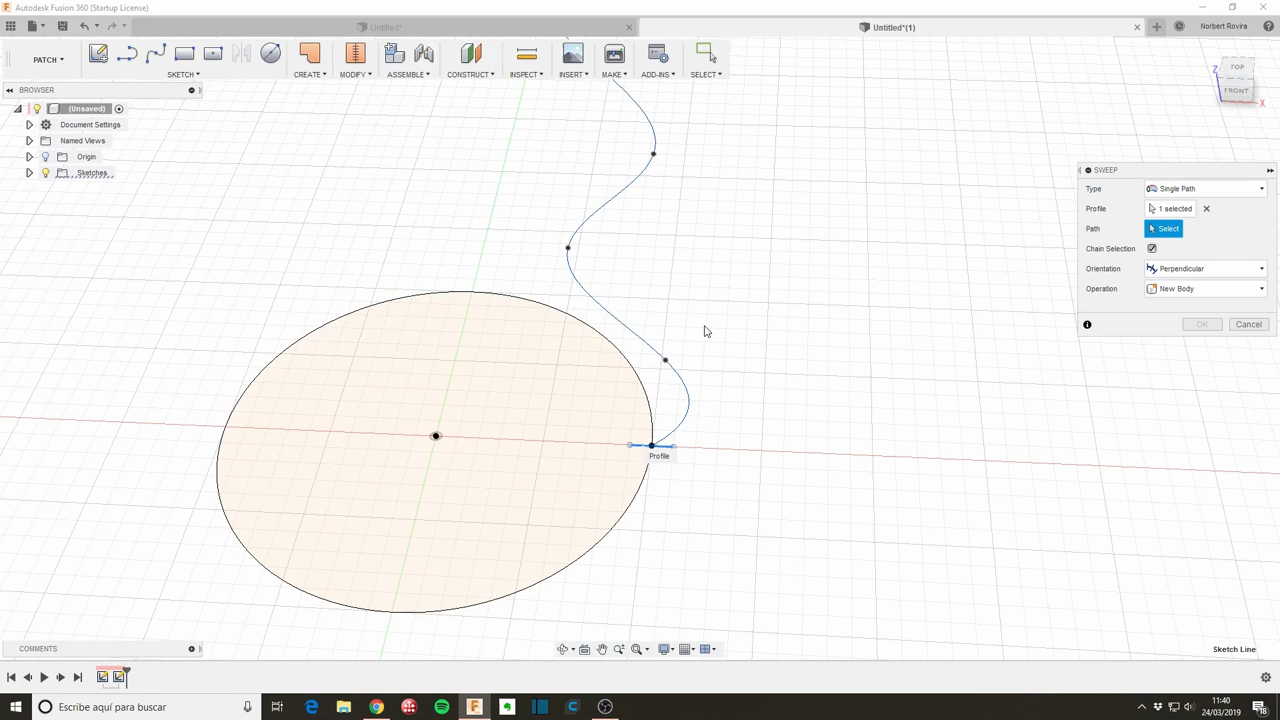 Autodesk Fusion 360 (Startup License)
Untitled*
Untitled*(1)
Norbert Rovira
PATCH
SKETCH
CREATE
MODIFY
ASSEMBLE
CONSTRUCT
INSPECT
INSERT
MAKE
ADD-INS
SELECT
TOP
FRONT
Z
X
BROWSER
(Unsaved)
Document Settings
Named Views
Origin
Sketches
SWEEP
Type Single Path
Profile 1 selected
Path Select
Chain Selection
Orientation Perpendicular
Operation New Body
OK Cancel
Profile
COMMENTS
Sketch Line
Escribe aquí para buscar
11:40
24/03/2019
18